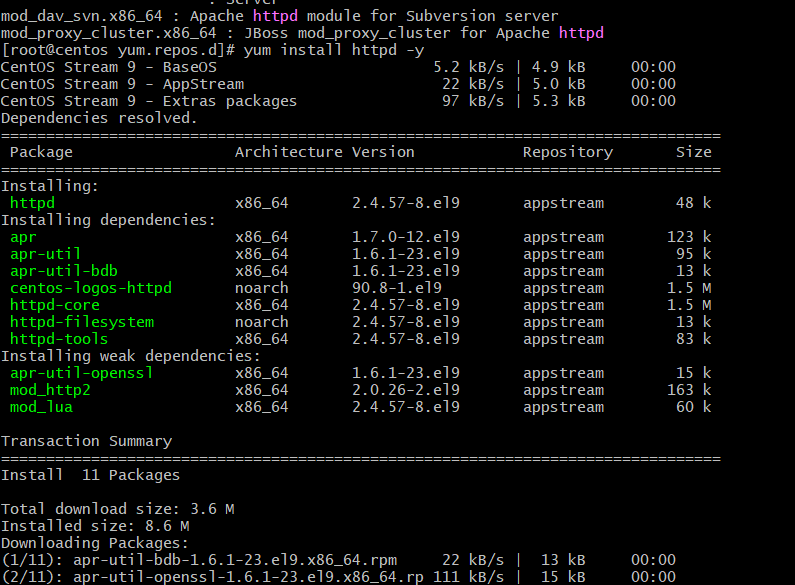 : Server
mod_dav_svn.x86_64 : Apache httpd module for Subversion server
mod_proxy_cluster.x86_64 : JBoss mod_proxy_cluster for Apache httpd
[root@centos yum.repos.d]# yum install httpd -y
CentOS Stream 9 - BaseOS 5.2 kB/s | 4.9 kB 00:00
CentOS Stream 9 - AppStream 22 kB/s | 5.0 kB 00:00
CentOS Stream 9 - Extras packages 97 kB/s | 5.3 kB 00:00
Dependencies resolved.
================================================================================
Package Architecture Version Repository Size
================================================================================
Installing:
httpd x86_64 2.4.57-8.el9 appstream 48 k
Installing dependencies:
apr x86_64 1.7.0-12.el9 appstream 123 k
apr-util x86_64 1.6.1-23.el9 appstream 95 k
apr-util-bdb x86_64 1.6.1-23.el9 appstream 13 k
centos-logos-httpd noarch 90.8-1.el9 appstream 1.5 M
httpd-core x86_64 2.4.57-8.el9 appstream 1.5 M
httpd-filesystem noarch 2.4.57-8.el9 appstream 13 k
httpd-tools x86_64 2.4.57-8.el9 appstream 83 k
Installing weak dependencies:
apr-util-openssl x86_64 1.6.1-23.el9 appstream 15 k
mod_http2 x86_64 2.0.26-2.el9 appstream 163 k
mod_lua x86_64 2.4.57-8.el9 appstream 60 k
Transaction Summary
================================================================================
Install 11 Packages
Total download size: 3.6 M
Installed size: 8.6 M
Downloading Packages:
(1/11): apr-util-bdb-1.6.1-23.el9.x86_64.rpm 22 kB/s | 13 kB 00:00
(2/11): apr-util-openssl-1.6.1-23.el9.x86_64.rp 111 kB/s | 15 kB 00:00